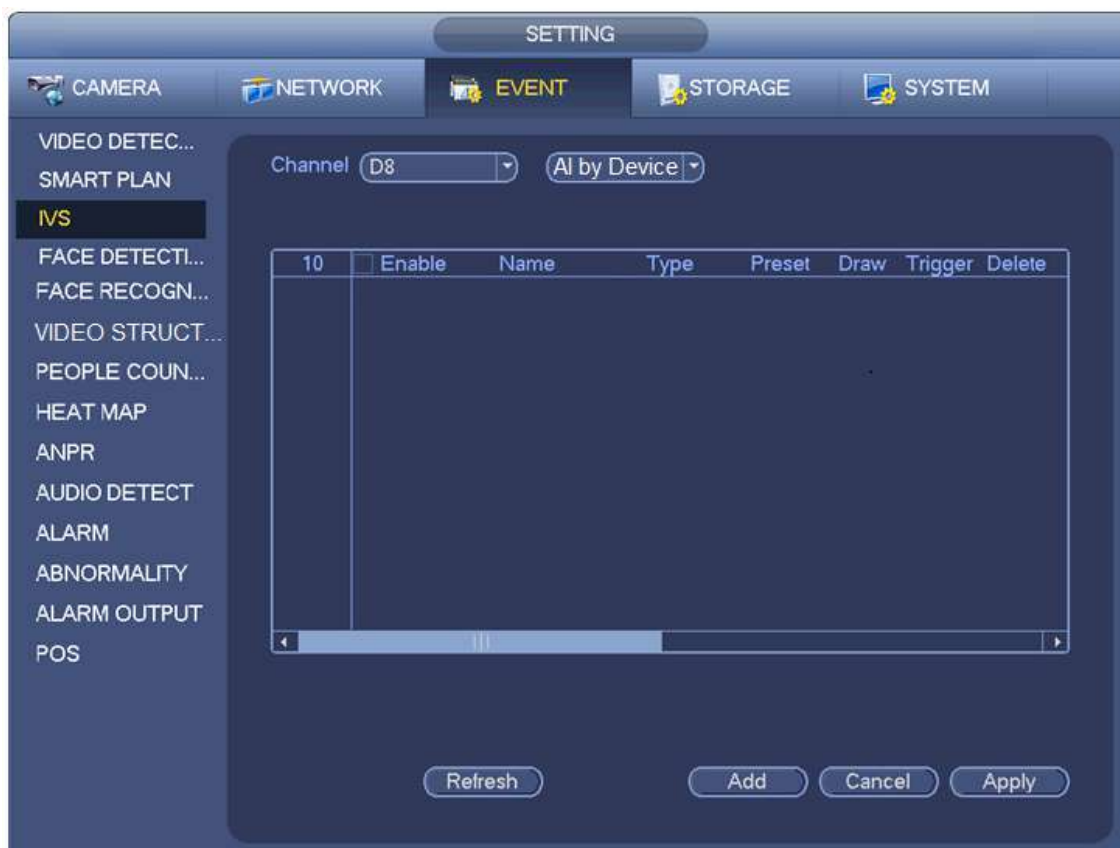 SETTING
CAMERA NETWORK EVENT STORAGE SYSTEM
VIDEO DETEC...
SMART PLAN
IVS
FACE DETECTI...
FACE RECOGN...
VIDEO STRUCT...
PEOPLE COUN...
HEAT MAP
ANPR
AUDIO DETECT
ALARM
ABNORMALITY
ALARM OUTPUT
POS
Channel D8 AI by Device
10 Enable Name Type Preset Draw Trigger Delete
Refresh Add Cancel Apply